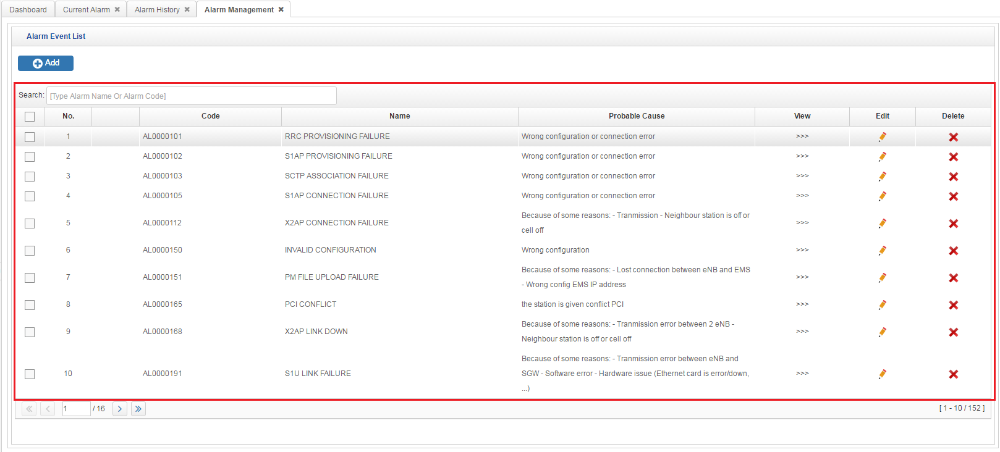 Dashboard Current Alarm ✖ Alarm History ✖ Alarm Management ✖
Alarm Event List
Add
Search: [Type Alarm Name Or Alarm Code]
No. Code Name Probable Cause View Edit Delete
1 AL0000101 RRC PROVISIONING FAILURE Wrong configuration or connection error >>>
2 AL0000102 S1AP PROVISIONING FAILURE Wrong configuration or connection error >>>
3 AL0000103 SCTP ASSOCIATION FAILURE Wrong configuration or connection error >>>
4 AL0000105 S1AP CONNECTION FAILURE Wrong configuration or connection error >>>
5 AL0000112 X2AP CONNECTION FAILURE Because of some reasons: - Tranmission - Neighbour station is off or
cell off >>>
6 AL0000150 INVALID CONFIGURATION Wrong configuration >>>
7 AL0000151 PM FILE UPLOAD FAILURE Because of some reasons: - Lost connection between eNB and EMS
- Wrong config EMS IP address >>>
8 AL0000165 PCI CONFLICT the station is given conflict PCI >>>
9 AL0000168 X2AP LINK DOWN Because of some reasons: - Tranmission error between 2 eNB -
Neighbour station is off or cell off >>>
10 AL0000191 S1U LINK FAILURE Because of some reasons: - Tranmission error between eNB and
SGW - Software error - Hardware issue (Ethernet card is error/down,
...) >>>
1 / 16 [ 1 - 10 / 152 ]